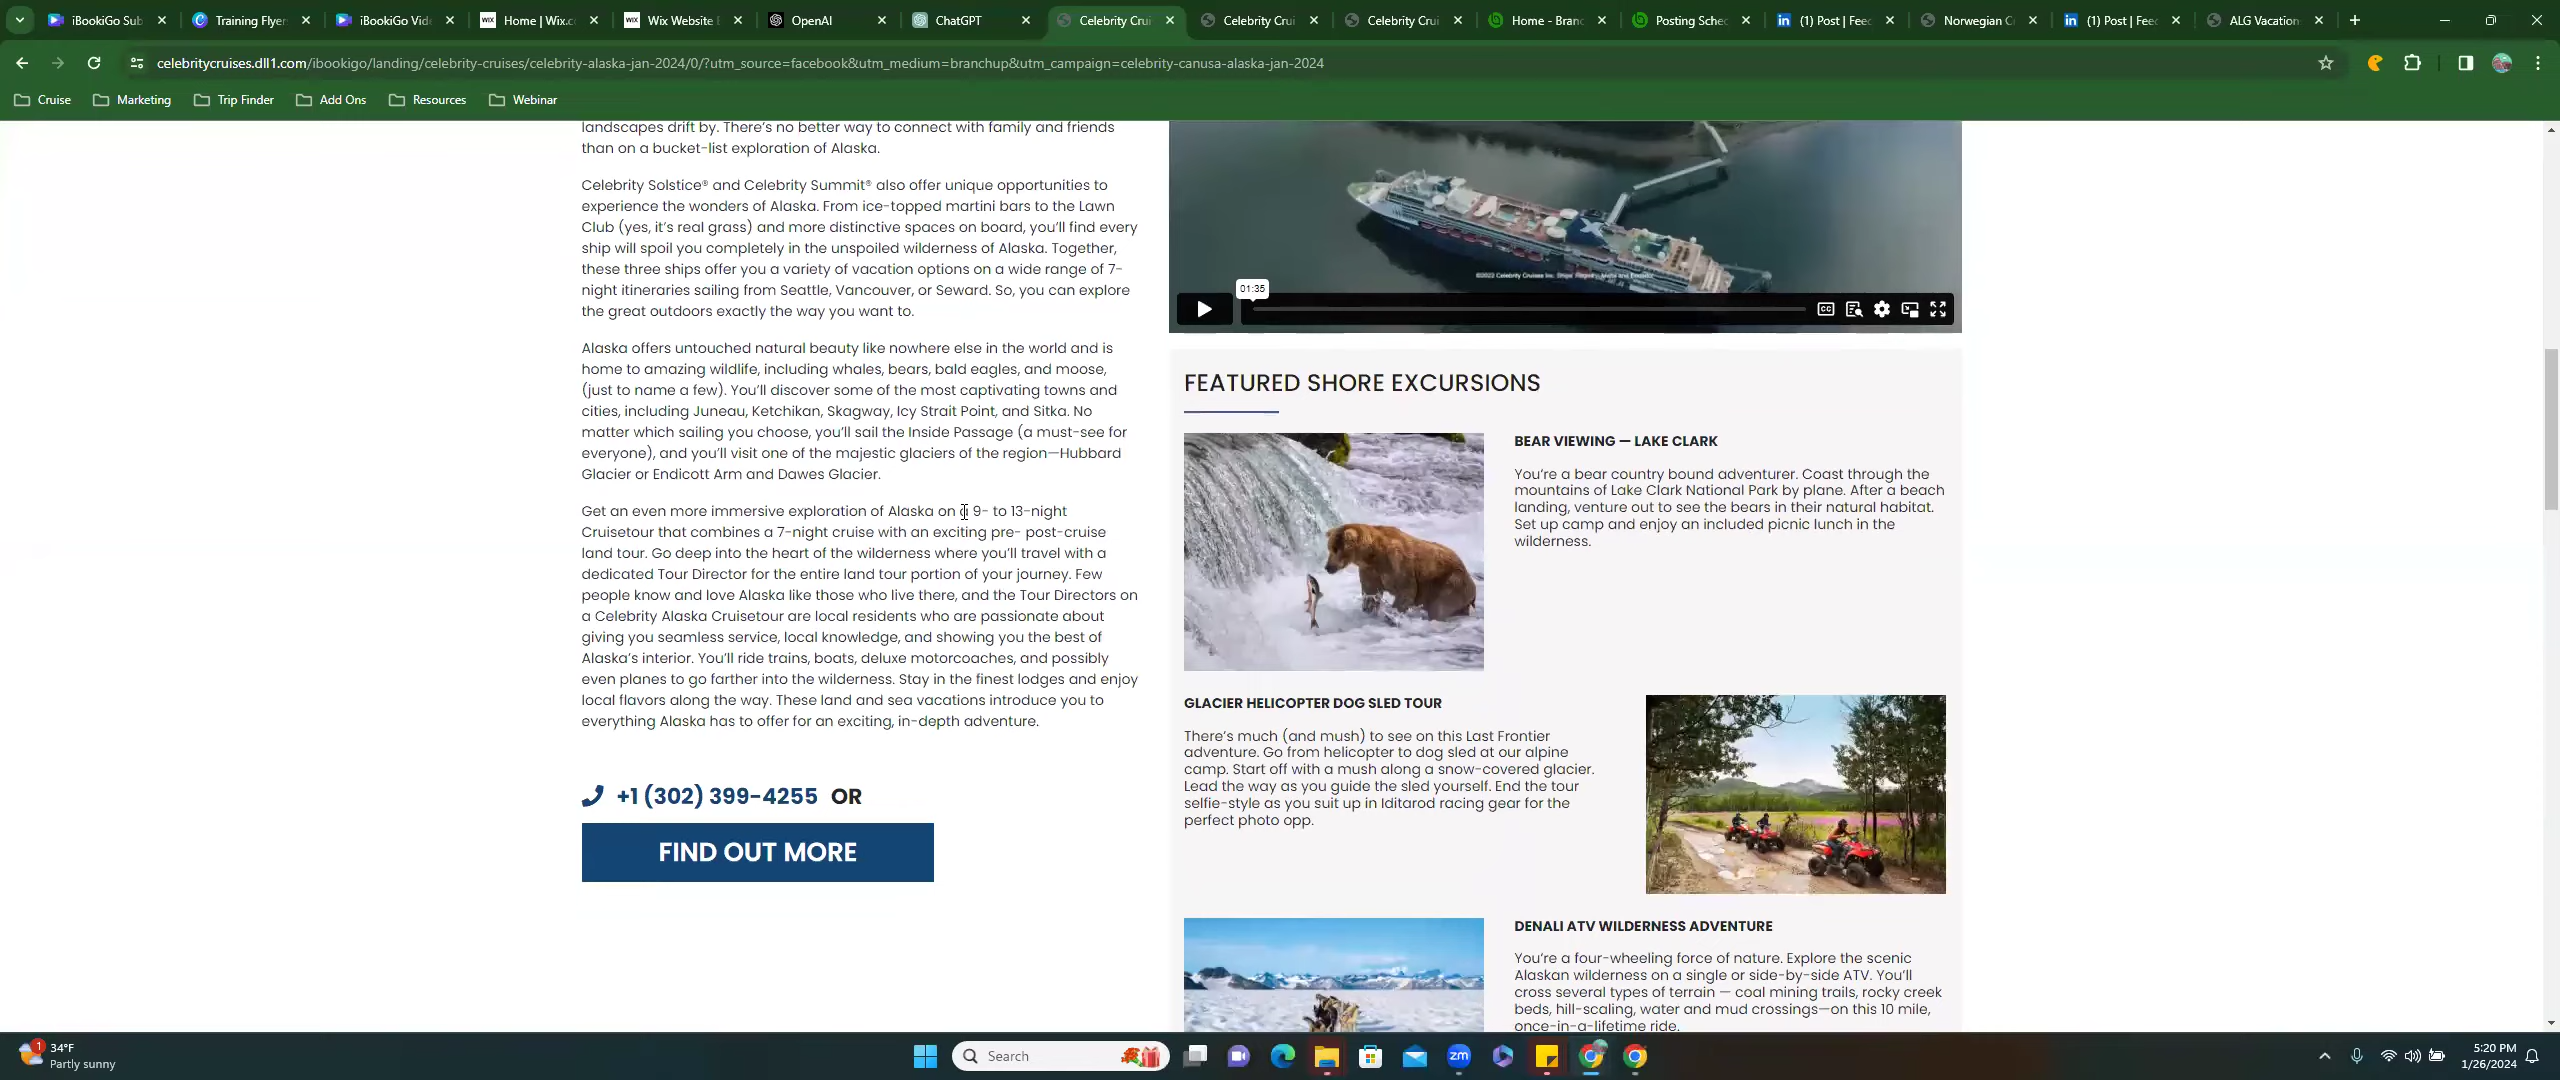 iBookiGo Sub
Training Flyer
iBookiGo Vid
Home | Wix.c
Wix Website E
OpenAI
ChatGPT
Celebrity Crui
Celebrity Crui
Celebrity Crui
Home - Branc
Posting Sched
(1) Post | Feed
Norwegian C
(1) Post | Feed
ALG Vacation
celebritycruises.dll1.com/ibookigo/landing/celebrity-cruises/celebrity-alaska-jan-2024/0/?utm_source=facebook&utm_medium=branchup&utm_campaign=celebrity-canusa-alaska-jan-2024
Cruise
Marketing
Trip Finder
Add Ons
Resources
Webinar
landscapes drift by. There's no better way to connect with family and friends
than on a bucket-list exploration of Alaska.
Celebrity Solstice® and Celebrity Summit® also offer unique opportunities to
experience the wonders of Alaska. From ice-topped martini bars to the Lawn
Club (yes, it's real grass) and more distinctive spaces on board, you'll find every
ship will spoil you completely in the unspoiled wilderness of Alaska. Together,
these three ships offer you a variety of vacation options on a wide range of 7-
night itineraries sailing from Seattle, Vancouver, or Seward. So, you can explore
the great outdoors exactly the way you want to.
Alaska offers untouched natural beauty like nowhere else in the world and is
home to amazing wildlife, including whales, bears, bald eagles, and moose,
(just to name a few). You'll discover some of the most captivating towns and
cities, including Juneau, Ketchikan, Skagway, Icy Strait Point, and Sitka. No
matter which sailing you choose, you'll sail the Inside Passage (a must-see for
everyone), and you'll visit one of the majestic glaciers of the region—Hubbard
Glacier or Endicott Arm and Dawes Glacier.
Get an even more immersive exploration of Alaska on a 9- to 13-night
Cruisetour that combines a 7-night cruise with an exciting pre- post-cruise
land tour. Go deep into the heart of the wilderness where you'll travel with a
dedicated Tour Director for the entire land tour portion of your journey. Few
people know and love Alaska like those who live there, and the Tour Directors on
a Celebrity Alaska Cruisetour are local residents who are passionate about
giving you seamless service, local knowledge, and showing you the best of
Alaska's interior. You'll ride trains, boats, deluxe motorcoaches, and possibly
even planes to go farther into the wilderness. Stay in the finest lodges and enjoy
local flavors along the way. These land and sea vacations introduce you to
everything Alaska has to offer for an exciting, in-depth adventure.
+1 (302) 399-4255 OR
FIND OUT MORE
01:35
CC
FEATURED SHORE EXCURSIONS
BEAR VIEWING — LAKE CLARK
You're a bear country bound adventurer. Coast through the
mountains of Lake Clark National Park by plane. After a beach
landing, venture out to see the bears in their natural habitat.
Set up camp and enjoy an included picnic lunch in the
wilderness.
GLACIER HELICOPTER DOG SLED TOUR
There's much (and mush) to see on this Last Frontier
adventure. Go from helicopter to dog sled at our alpine
camp. Start off with a mush along a snow-covered glacier.
Lead the way as you guide the sled yourself. End the tour
selfie-style as you suit up in Iditarod racing gear for the
perfect photo opp.
DENALI ATV WILDERNESS ADVENTURE
You're a four-wheeling force of nature. Explore the scenic
Alaskan wilderness on a single or side-by-side ATV. You'll
cross several types of terrain — coal mining trails, rocky creek
beds, hill-scaling, water and mud crossings—on this 10 mile,
once-in-a-lifetime ride.
1
34°F
Partly sunny
Search
zm
5:20 PM
1/26/2024